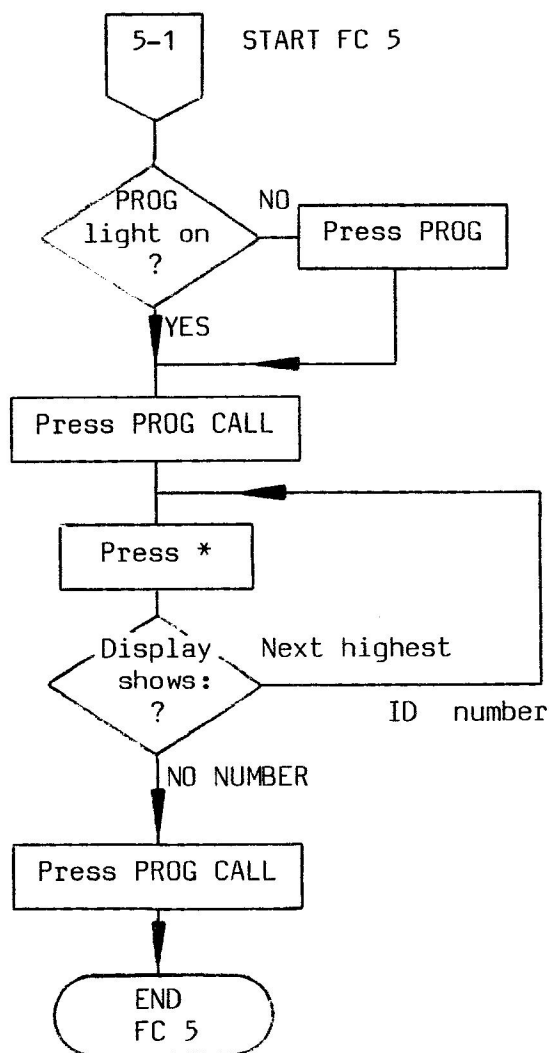 5-1 START FC 5
PROG
light on
?
NO
Press PROG
YES
Press PROG CALL
Press *
Display
shows:
?
Next highest
ID number
NO NUMBER
Press PROG CALL
END
FC 5